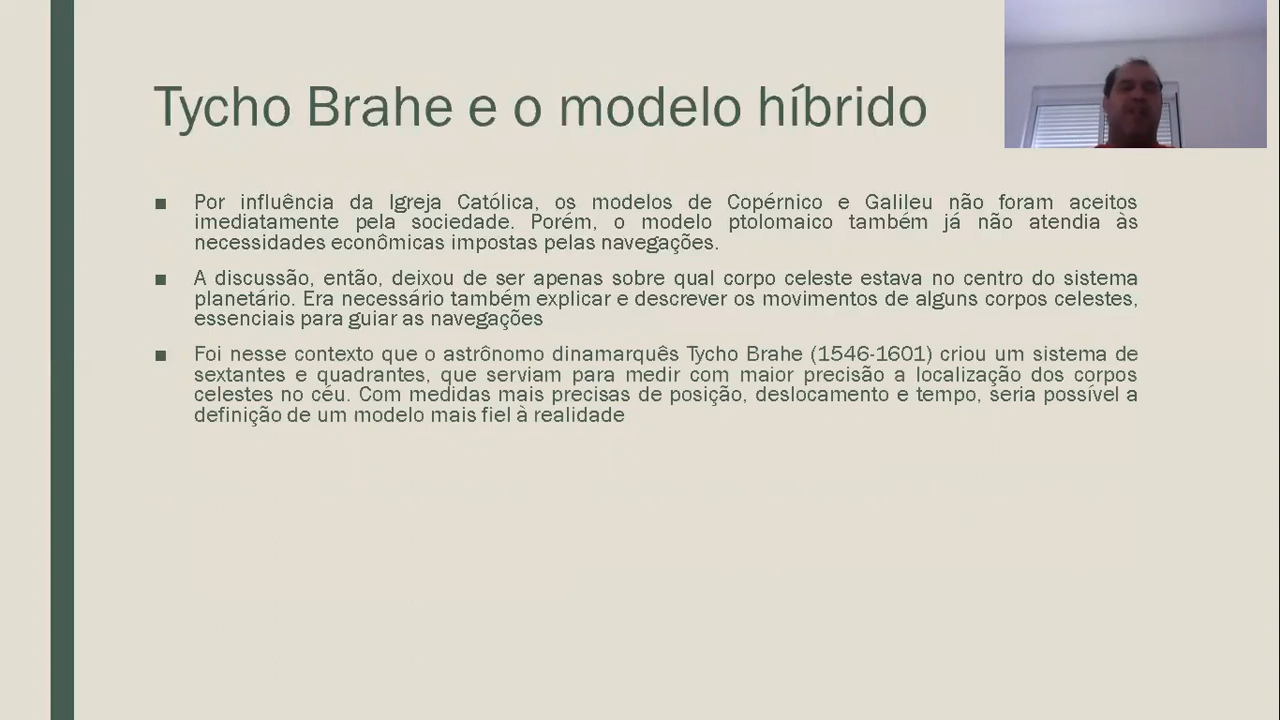 Tycho Brahe e o modelo híbrido
▪ Por influência da Igreja Católica, os modelos de Copérnico e Galileu não foram aceitos
imediatamente pela sociedade. Porém, o modelo ptolomaico também já não atendia às
necessidades econômicas impostas pelas navegações.
▪ A discussão, então, deixou de ser apenas sobre qual corpo celeste estava no centro do sistema
planetário. Era necessário também explicar e descrever os movimentos de alguns corpos celestes,
essenciais para guiar as navegações
▪ Foi nesse contexto que o astrônomo dinamarquês Tycho Brahe (1546-1601) criou um sistema de
sextantes e quadrantes, que serviam para medir com maior precisão a localização dos corpos
celestes no céu. Com medidas mais precisas de posição, deslocamento e tempo, seria possível a
definição de um modelo mais fiel à realidade